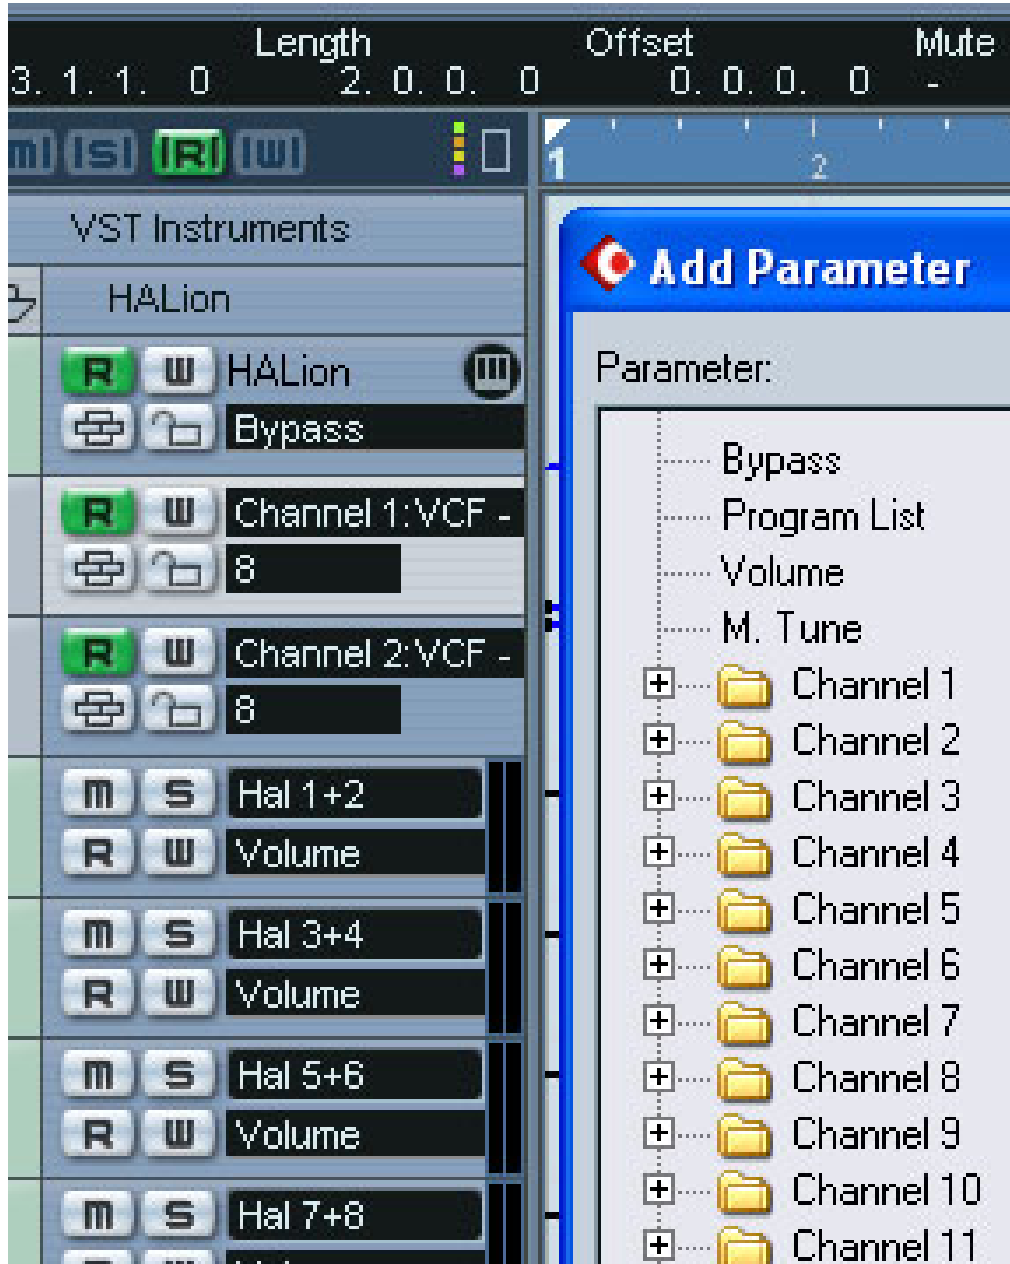 Length Offset Mute
3. 1. 1. 0 2. 0. 0. 0 0. 0. 0. 0 -
m S R W
1 2
VST Instruments
HALion
R W HALion
Bypass
R W Channel 1:VCF -
8
R W Channel 2:VCF -
8
m S Hal 1+2
R W Volume
m S Hal 3+4
R W Volume
m S Hal 5+6
R W Volume
m S Hal 7+8
Add Parameter
Parameter:
Bypass
Program List
Volume
M. Tune
Channel 1
Channel 2
Channel 3
Channel 4
Channel 5
Channel 6
Channel 7
Channel 8
Channel 9
Channel 10
Channel 11